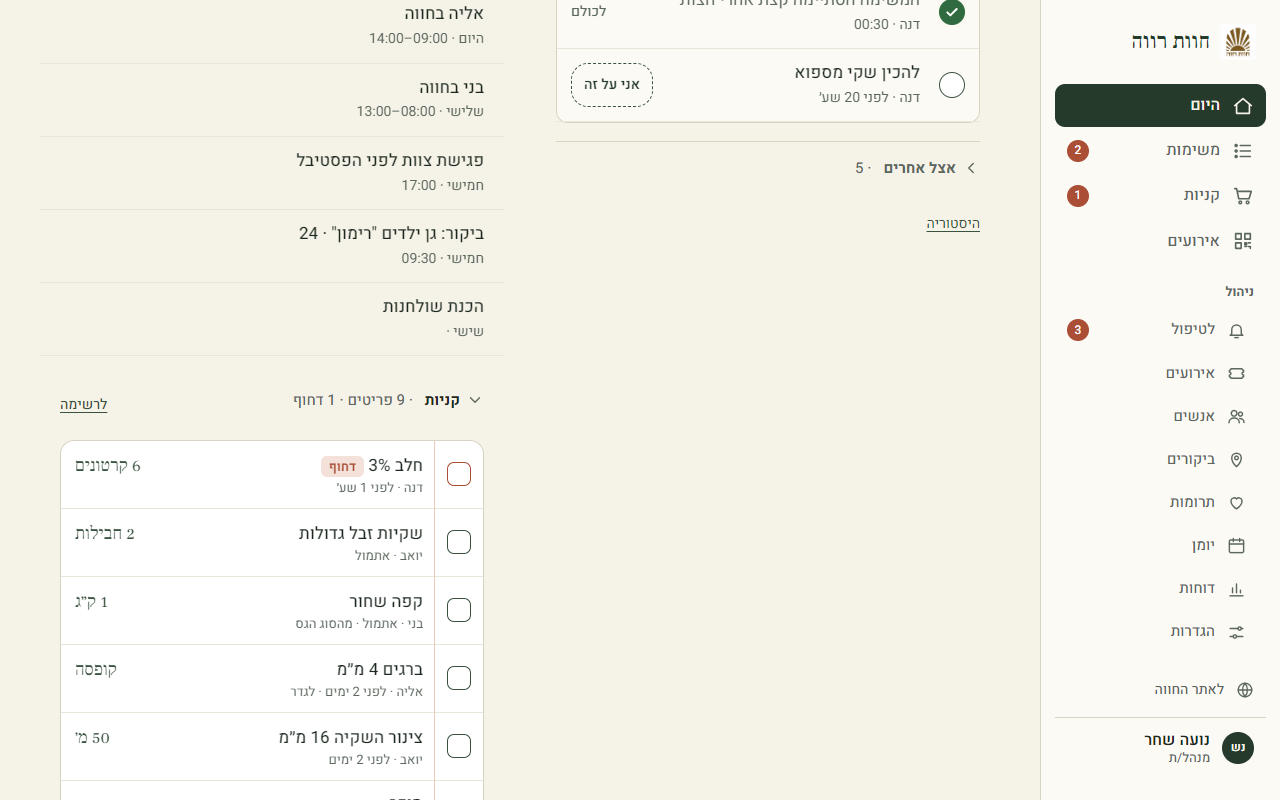 חוות רווה
היום
משימות
2
קניות
1
אירועים
ניהול
לטיפול
3
אירועים
אנשים
ביקורים
תרומות
יומן
דוחות
הגדרות
לאתר החווה
נש
נועה שחר
מנהל/ת
לכולם
דנה · 00:30
להכין שקי מספוא
דנה · לפני 20 שע׳
אני על זה
אצל אחרים · 5
היסטוריה
אליה בחווה
היום · 09:00–14:00
בני בחווה
שלישי · 08:00–13:00
פגישת צוות לפני הפסטיבל
חמישי · 17:00
ביקור: גן ילדים "רימון" · 24
חמישי · 09:30
הכנת שולחנות
שישי ·
קניות · 9 פריטים · 1 דחוף
לרשימה
חלב 3% דחוף
דנה · לפני 1 שע׳
6 קרטונים
שקיות זבל גדולות
יואב · אתמול
2 חבילות
קפה שחור
בני · אתמול · מהסוג הגס
1 ק״ג
ברגים 4 מ״מ
אליה · לפני 2 ימים · לגדר
קופסה
צינור השקיה 16 מ״מ
יואב · לפני 2 ימים
50 מ׳